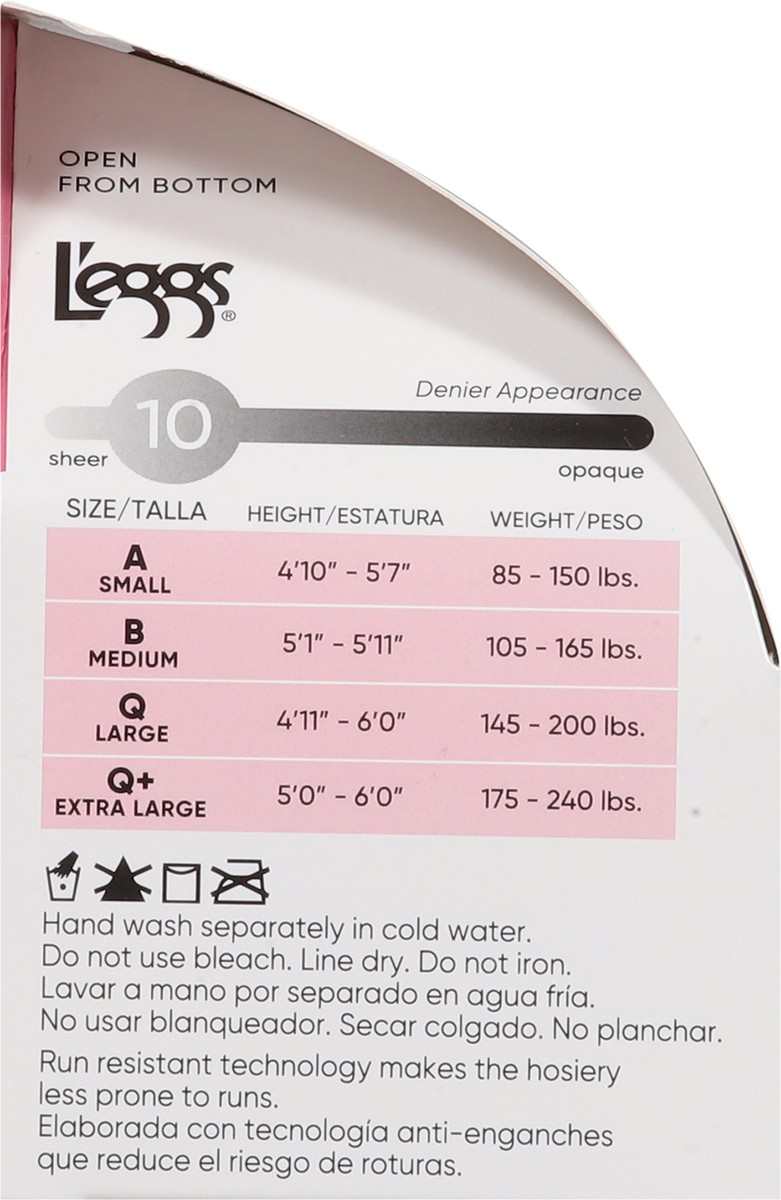 OPEN
FROM BOTTOM
L'eggs®
Denier Appearance
10
sheer
opaque
SIZE/TALLA HEIGHT/ESTATURA WEIGHT/PESO
A
SMALL 4'10" - 5'7" 85 - 150 lbs.
B
MEDIUM 5'1" - 5'11" 105 - 165 lbs.
Q
LARGE 4'11" - 6'0" 145 - 200 lbs.
Q+
EXTRA LARGE 5'0" - 6'0" 175 - 240 lbs.
Hand wash separately in cold water.
Do not use bleach. Line dry. Do not iron.
Lavar a mano por separado en agua fría.
No usar blanqueador. Secar colgado. No planchar.
Run resistant technology makes the hosiery
less prone to runs.
Elaborada con tecnología anti-enganches
que reduce el riesgo de roturas.